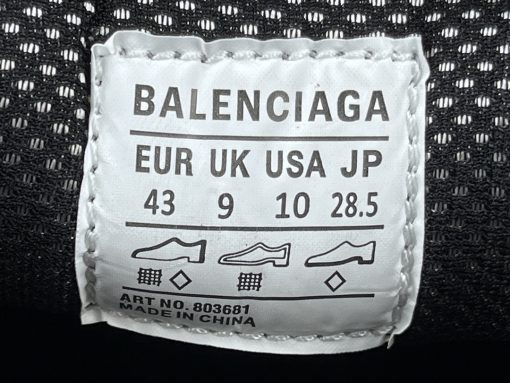 BALENCIAGA
EUR UK USA JP
43 9 10 28.5
ART NO. 803681
MADE IN CHINA